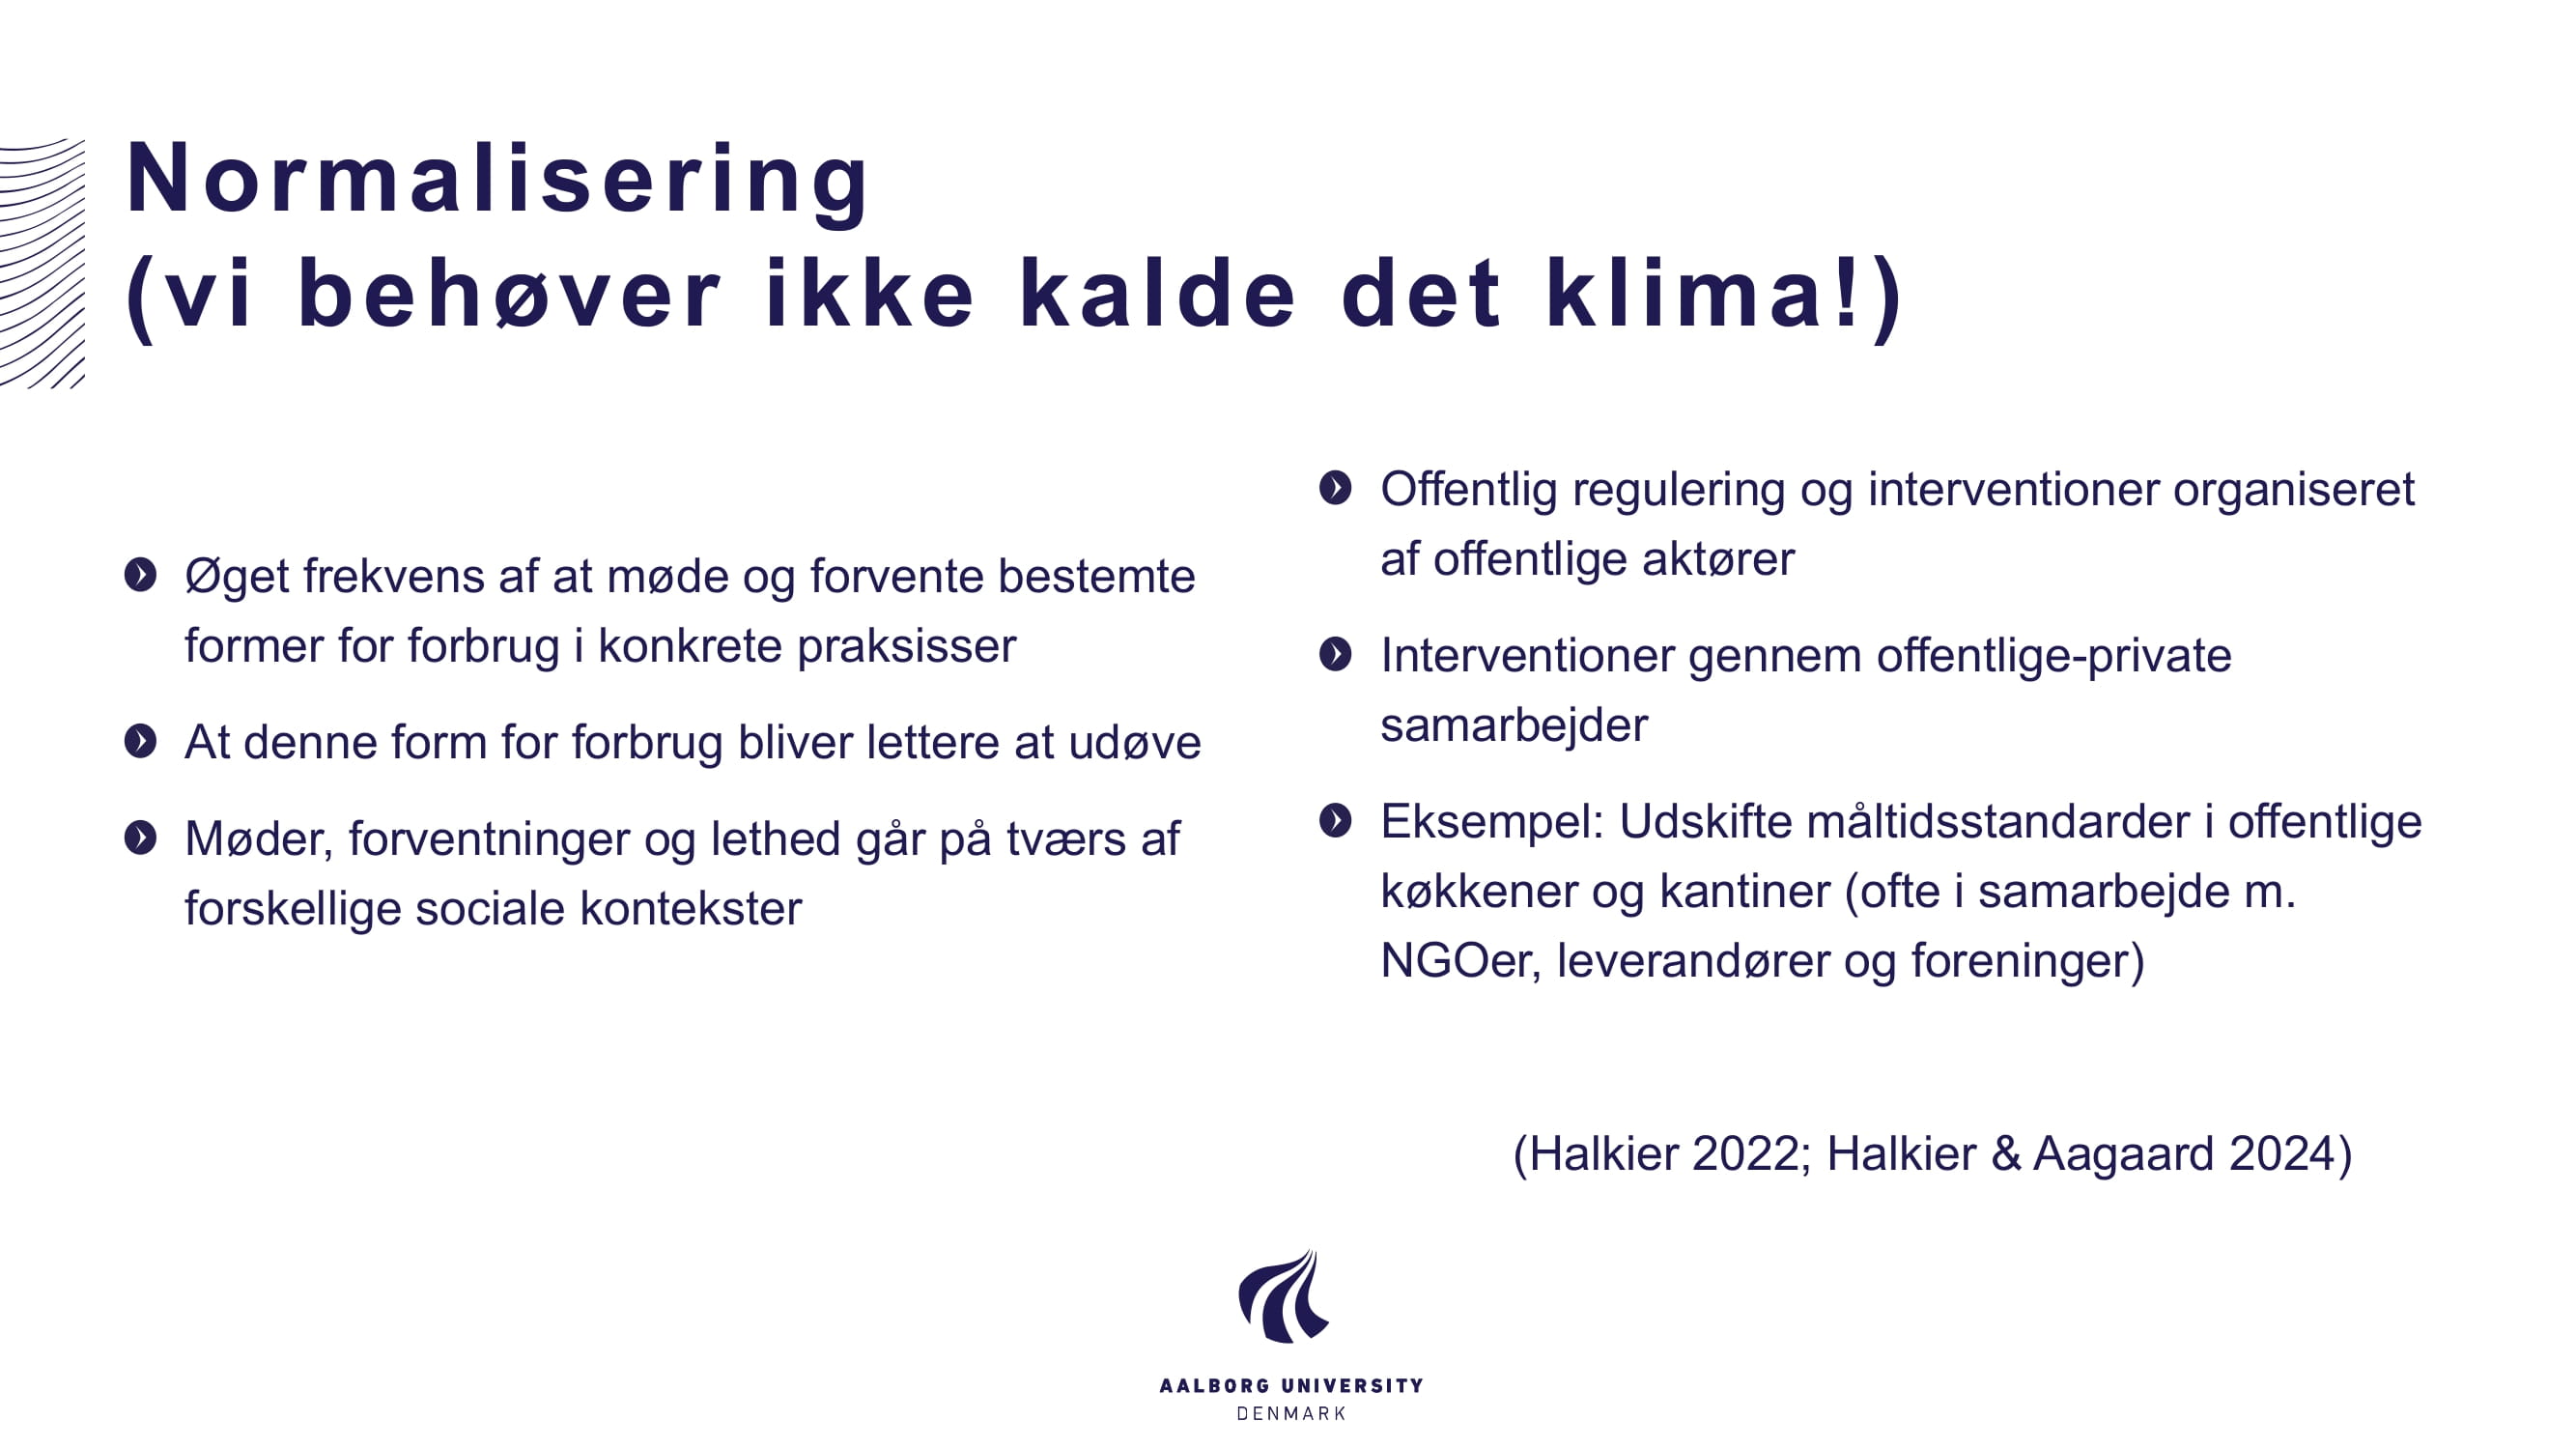 Normalisering
(vi behøver ikke kalde det klima!)
Øget frekvens af at møde og forvente bestemte
former for forbrug i konkrete praksisser
At denne form for forbrug bliver lettere at udøve
Møder, forventninger og lethed går på tværs af
forskellige sociale kontekster
Offentlig regulering og interventioner organiseret
af offentlige aktører
Interventioner gennem offentlige-private
samarbejder
Eksempel: Udskifte måltidsstandarder i offentlige
køkkener og kantiner (ofte i samarbejde m.
NGOer, leverandører og foreninger)
(Halkier 2022; Halkier & Aagaard 2024)
AALBORG UNIVERSITY
DENMARK